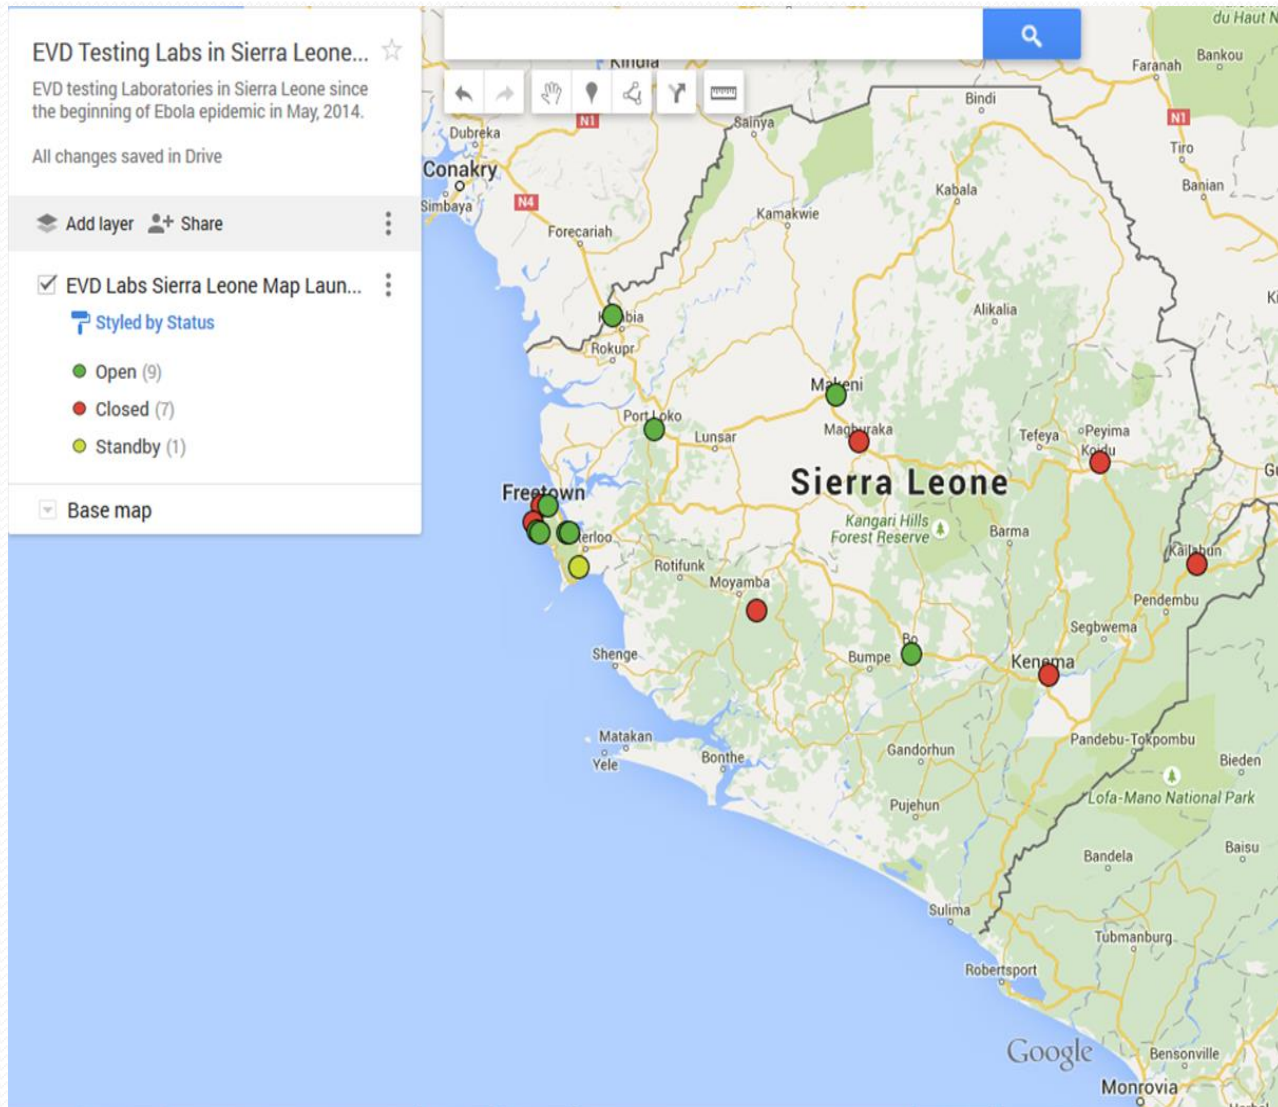 EVD Testing Labs in Sierra Leone...
EVD testing Laboratories in Sierra Leone since
the beginning of Ebola epidemic in May, 2014.
All changes saved in Drive
Add layer
Share
EVD Labs Sierra Leone Map Laun...
Styled by Status
Open (9)
Closed (7)
Standby (1)
Base map
du Haut N
Kindia
Bankou
Faranah
Bindi
N1
N1
Sainya
Dubreka
Tiro
Conakry
Banian
Kabala
Simbaya
N4
Kamakwie
Forecariah
Alikalia
Rokupr
Makeni
Port Loko
Lunsar
Magburaka
Tefeya
Peyima
Koidu
Sierra Leone
Freetown
Kangari Hills
Forest Reserve
Barma
Kailahun
Rotifunk
Moyamba
Pendembu
Segbwema
Bo
Shenge
Bumpe
Kenema
Matakan
Yele
Bonthe
Gandorhun
Pandebu-Tokpombu
Bieden
Lofa-Mano National Park
Pujehun
Bandela
Baisu
Sulima
Tubmanburg
Robertsport
Google
Bensonville
Monrovia